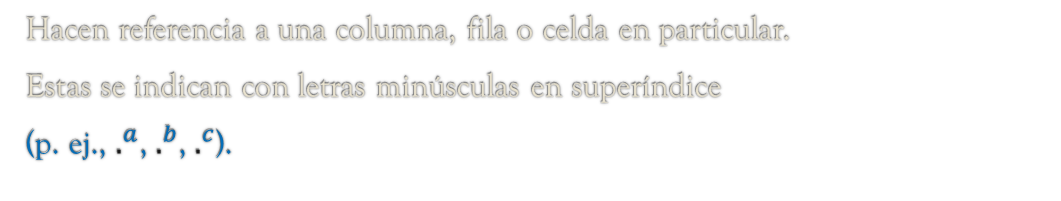 Hacen referencia a una columna, fila o celda en particular.
Estas se indican con letras minúsculas en superíndice
(p. ej., .ᵃ, .ᵇ, .ᶜ).